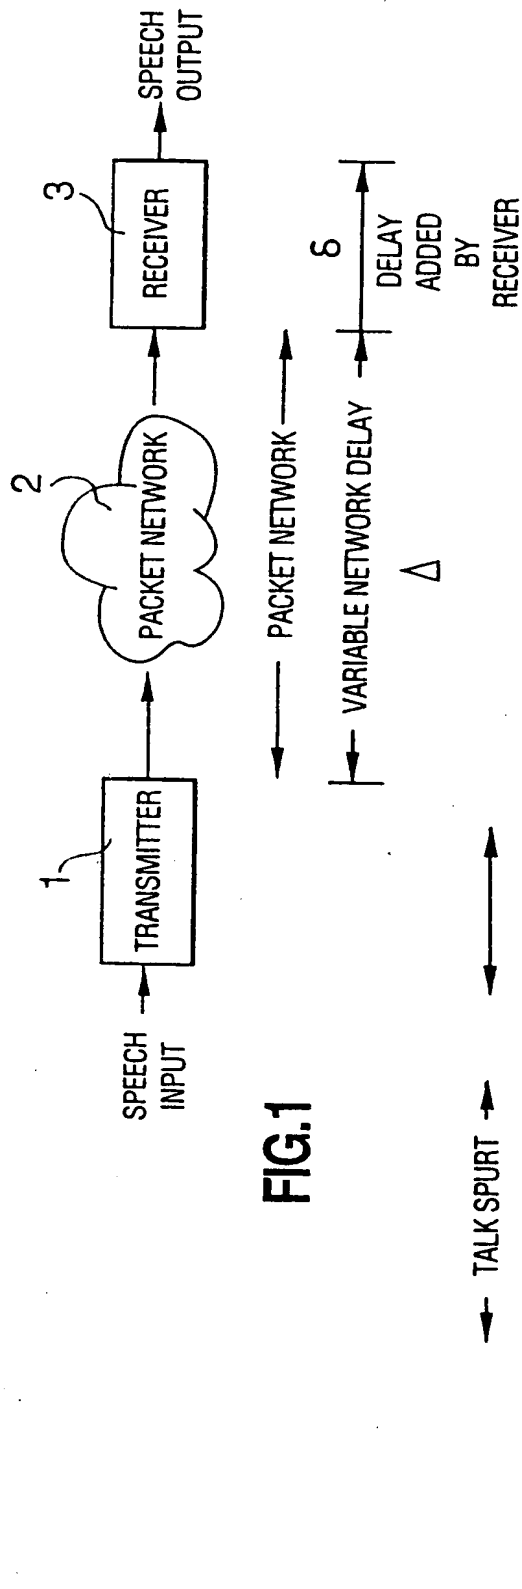 1
2
3
SPEECH
INPUT
TRANSMITTER
PACKET NETWORK
RECEIVER
SPEECH
OUTPUT
PACKET NETWORK
VARIABLE NETWORK DELAY
Δ
δ
DELAY
ADDED
BY
RECEIVER
FIG.1
TALK SPURT